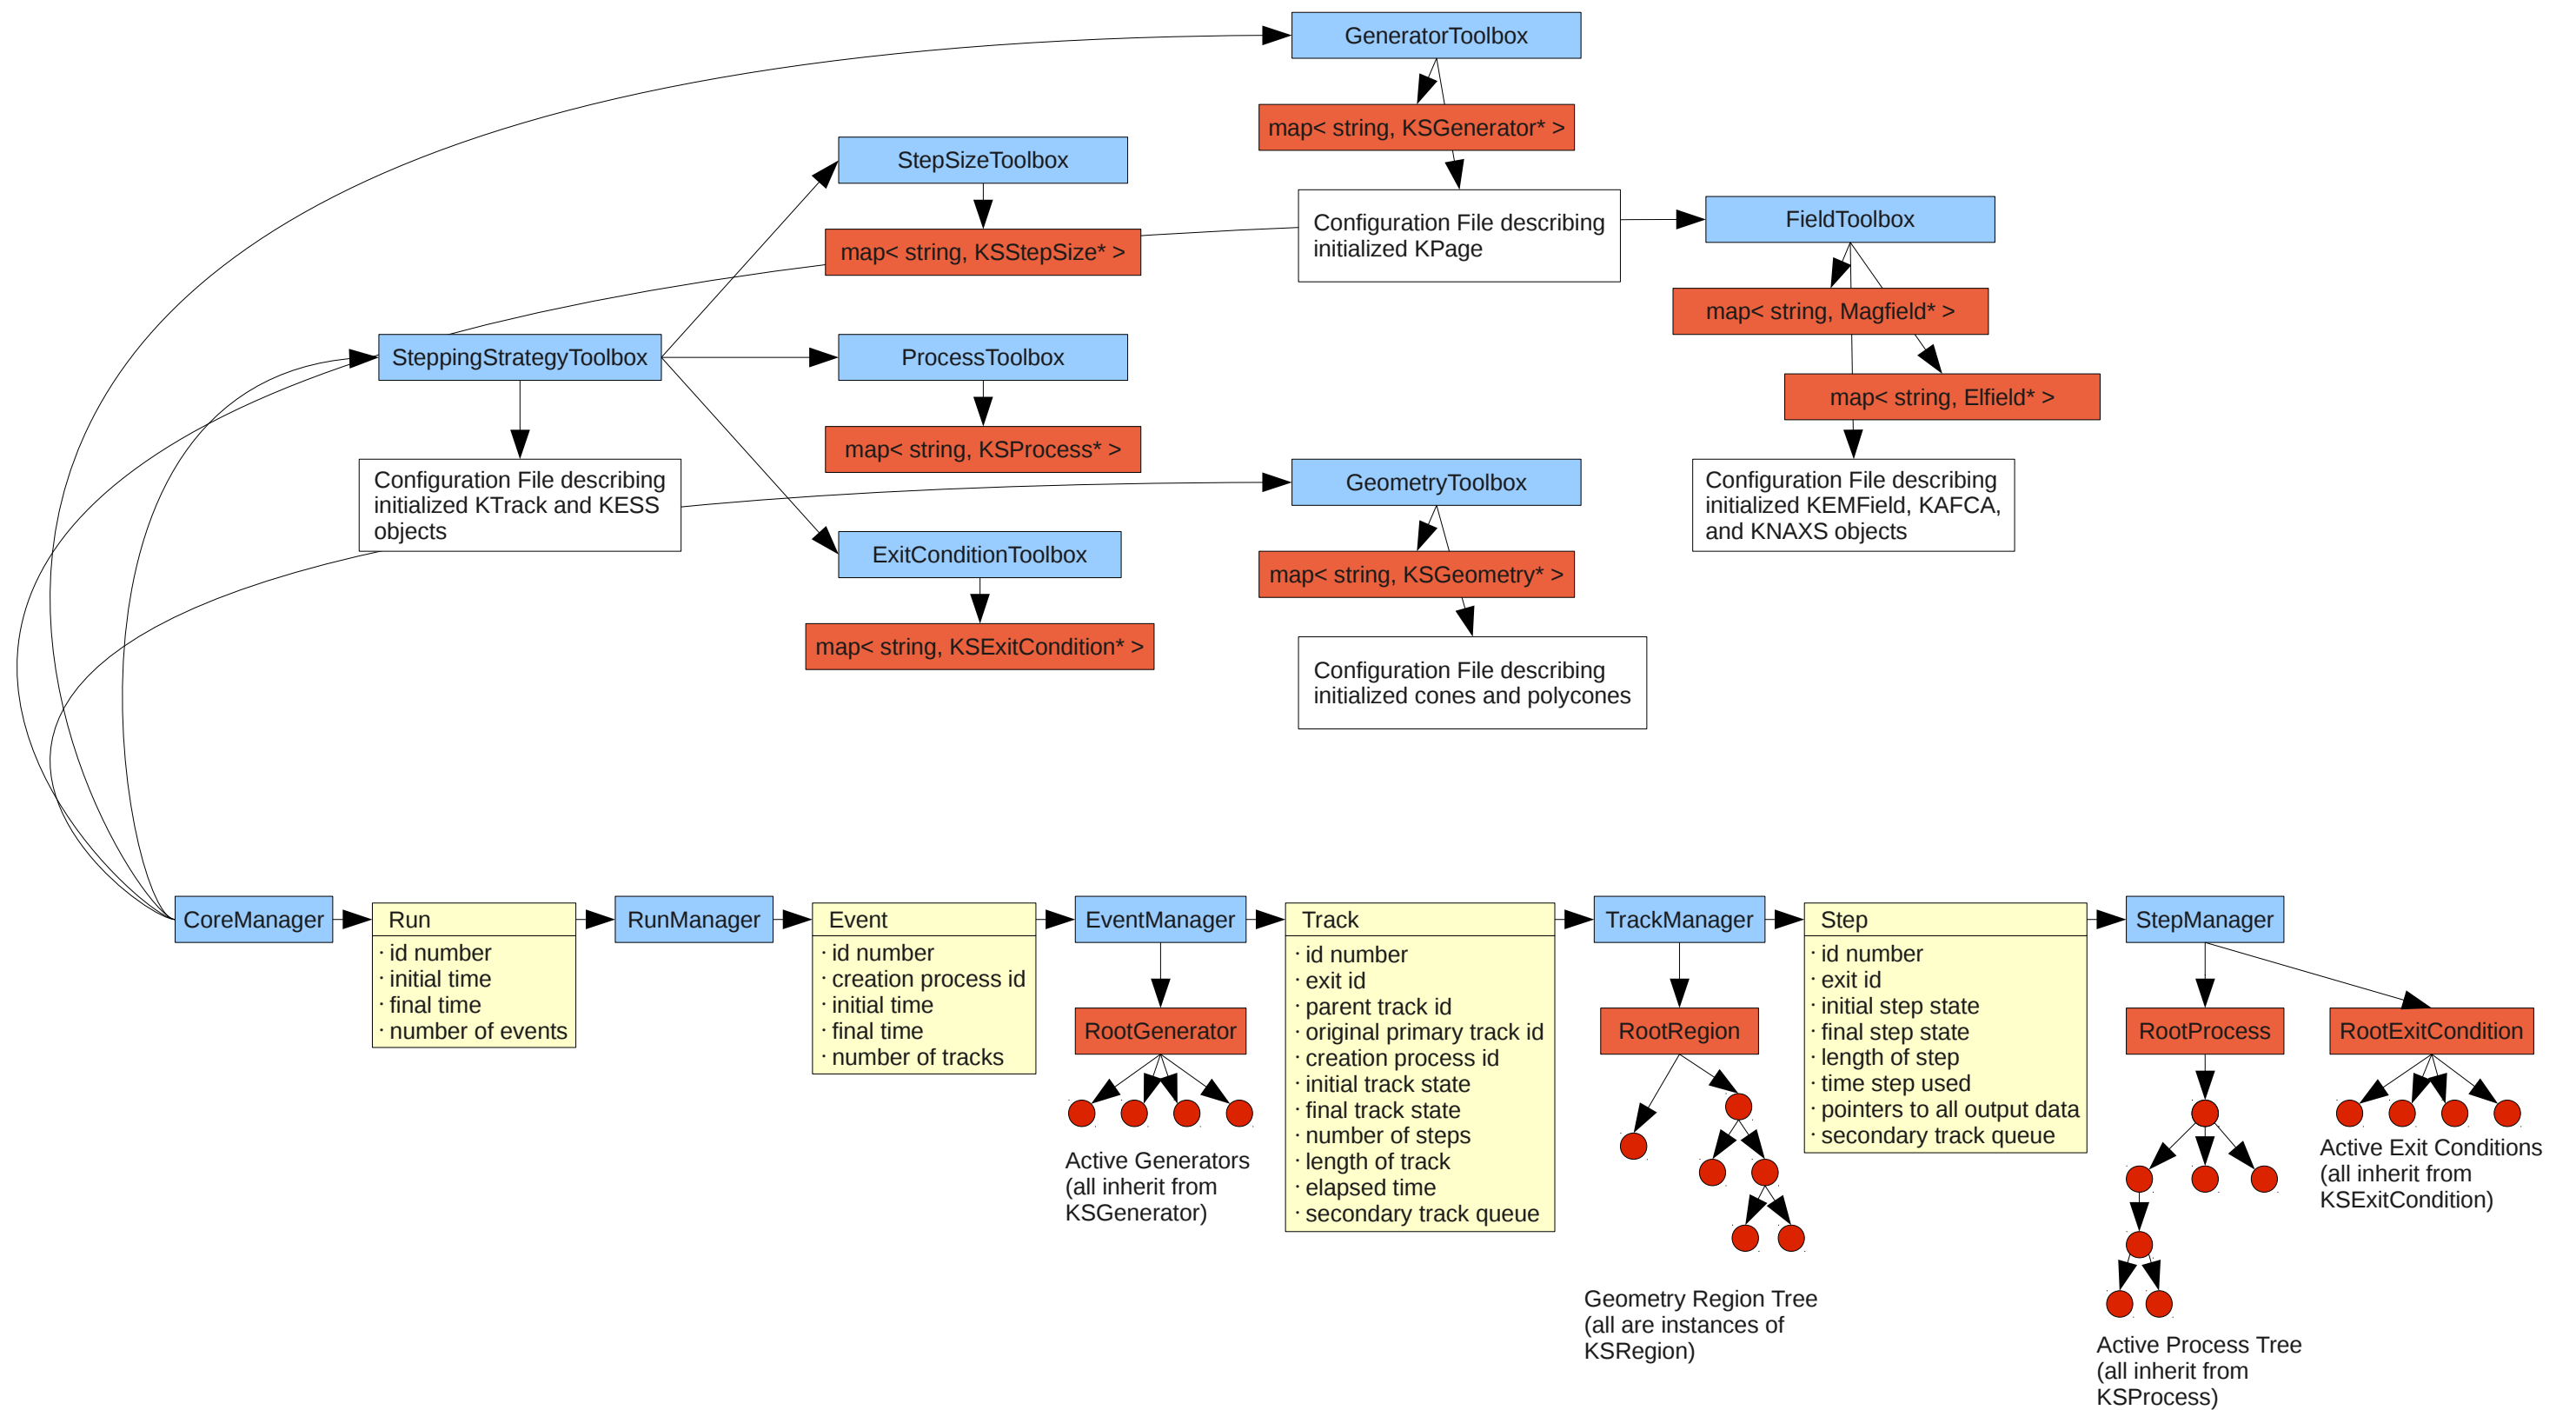 GeneratorToolbox
map< string, KSGenerator* >
Configuration File describing
initialized KPage
StepSizeToolbox
map< string, KSStepSize* >
FieldToolbox
map< string, Magfield* >
map< string, Elfield* >
Configuration File describing
initialized KEMField, KAFCA,
and KNAXS objects
SteppingStrategyToolbox
Configuration File describing
initialized KTrack and KESS
objects
ProcessToolbox
map< string, KSProcess* >
ExitConditionToolbox
map< string, KSExitCondition* >
GeometryToolbox
map< string, KSGeometry* >
Configuration File describing
initialized cones and polycones
CoreManager
Run
· id number
· initial time
· final time
· number of events
RunManager
Event
· id number
· creation process id
· initial time
· final time
· number of tracks
EventManager
RootGenerator
Active Generators
(all inherit from
KSGenerator)
Track
· id number
· exit id
· parent track id
· original primary track id
· creation process id
· initial track state
· final track state
· number of steps
· length of track
· elapsed time
· secondary track queue
TrackManager
RootRegion
Geometry Region Tree
(all are instances of
KSRegion)
Step
· id number
· exit id
· initial step state
· final step state
· length of step
· time step used
· pointers to all output data
· secondary track queue
StepManager
RootProcess
Active Process Tree
(all inherit from
KSProcess)
RootExitCondition
Active Exit Conditions
(all inherit from
KSExitCondition)